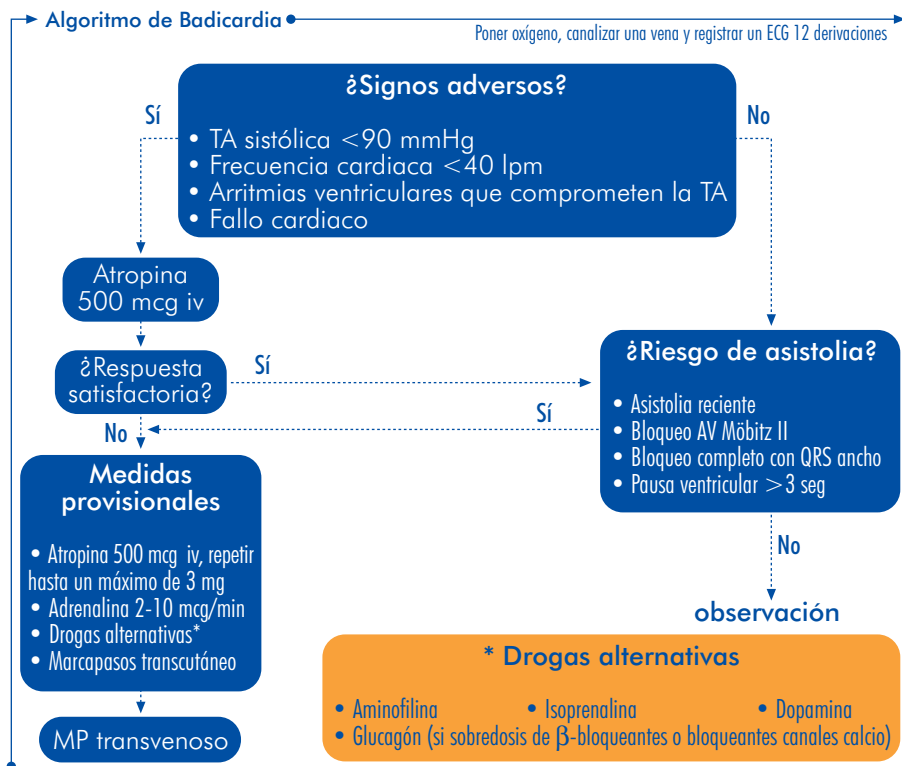 Algoritmo de Badicardia
Poner oxígeno, canalizar una vena y registrar un ECG 12 derivaciones
¿Signos adversos?
• TA sistólica <90 mmHg
• Frecuencia cardiaca <40 lpm
• Arritmias ventriculares que comprometen la TA
• Fallo cardiaco
Sí
No
Atropina
500 mcg iv
¿Respuesta
satisfactoria?
Sí
¿Riesgo de asistolia?
• Asistolia reciente
• Bloqueo AV Möbitz II
• Bloqueo completo con QRS ancho
• Pausa ventricular >3 seg
Sí
No
Medidas
provisionales
• Atropina 500 mcg iv, repetir
hasta un máximo de 3 mg
• Adrenalina 2-10 mcg/min
• Drogas alternativas*
• Marcapasos transcutáneo
MP transvenoso
No
observación
* Drogas alternativas
• Aminofilina • Isoprenalina • Dopamina
• Glucagón (si sobredosis de β-bloqueantes o bloqueantes canales calcio)